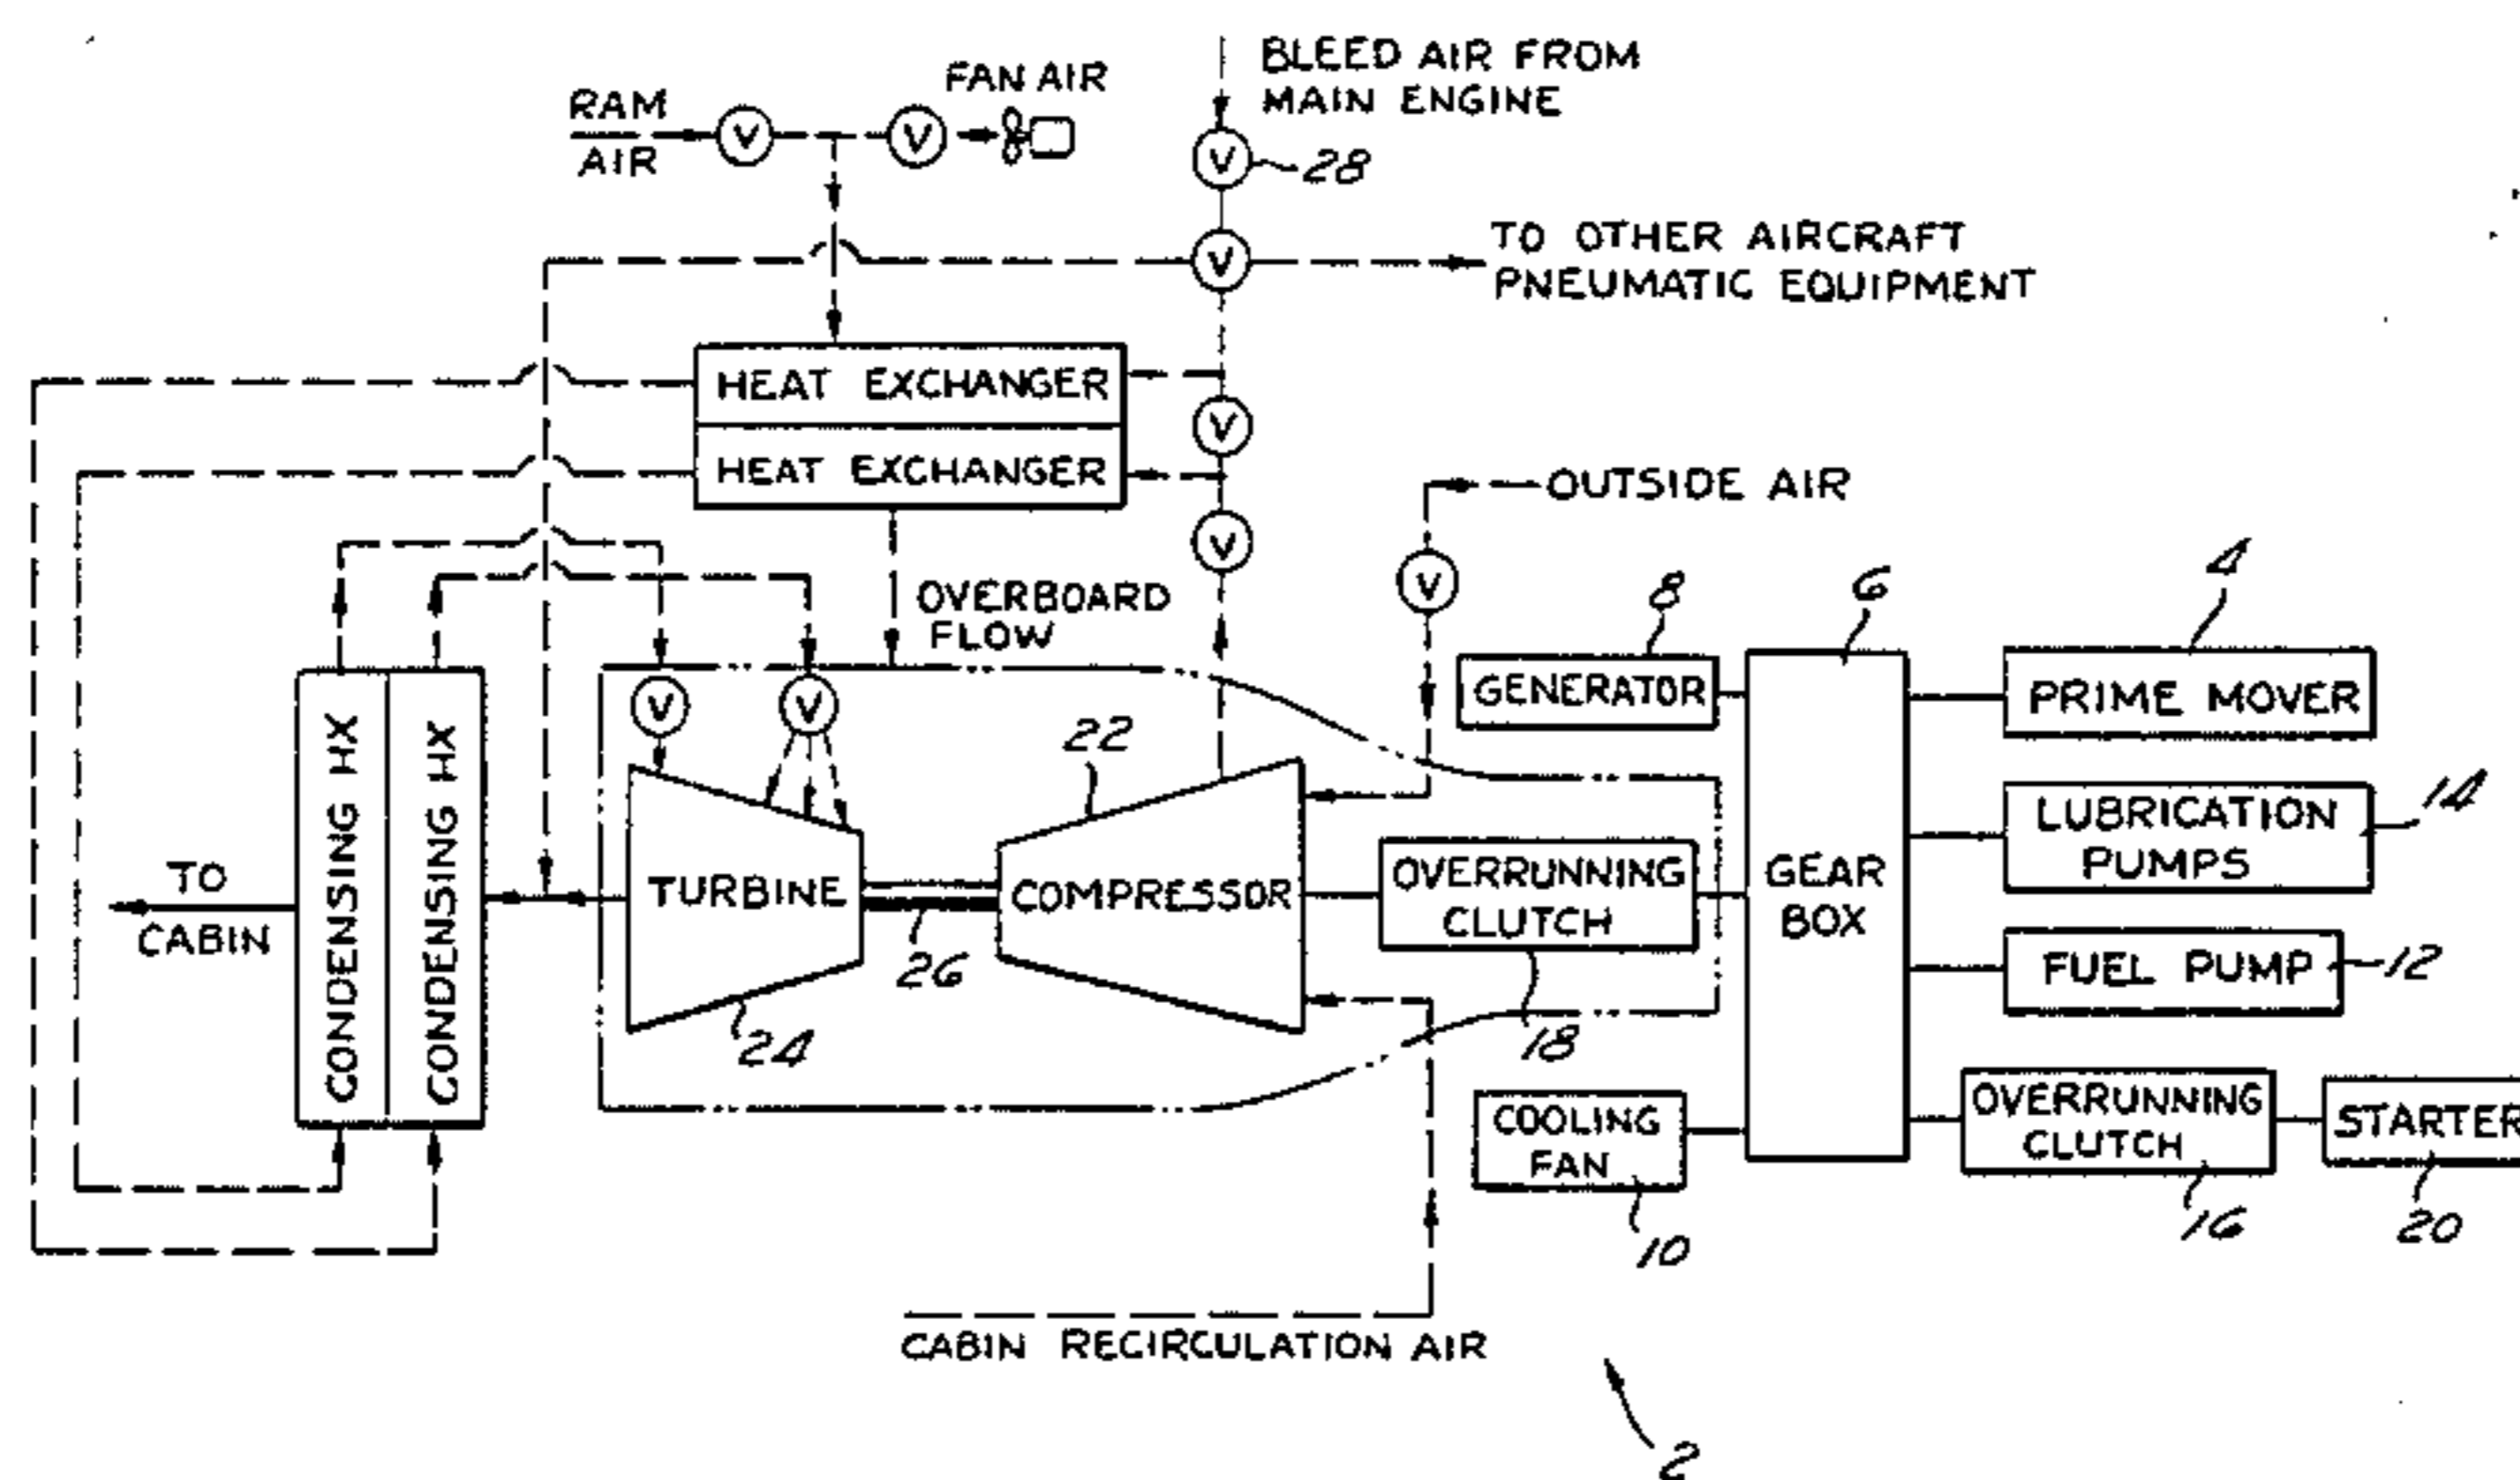 BLEED AIR FROM
MAIN ENGINE
FAN AIR
RAM
AIR
V
V
V
28
V
TO OTHER AIRCRAFT
PNEUMATIC EQUIPMENT
HEAT EXCHANGER
V
HEAT EXCHANGER
OUTSIDE AIR
V
V
OVERBOARD
FLOW
8
6
4
GENERATOR
PRIME MOVER
V
V
22
14
LUBRICATION
PUMPS
CONDENSING HX
CONDENSING HX
TO
CABIN
TURBINE
26
COMPRESSOR
OVERRUNNING
CLUTCH
GEAR
BOX
24
18
FUEL PUMP
12
COOLING
FAN
10
OVERRUNNING
CLUTCH
STARTER
16
20
CABIN RECIRCULATION AIR
2